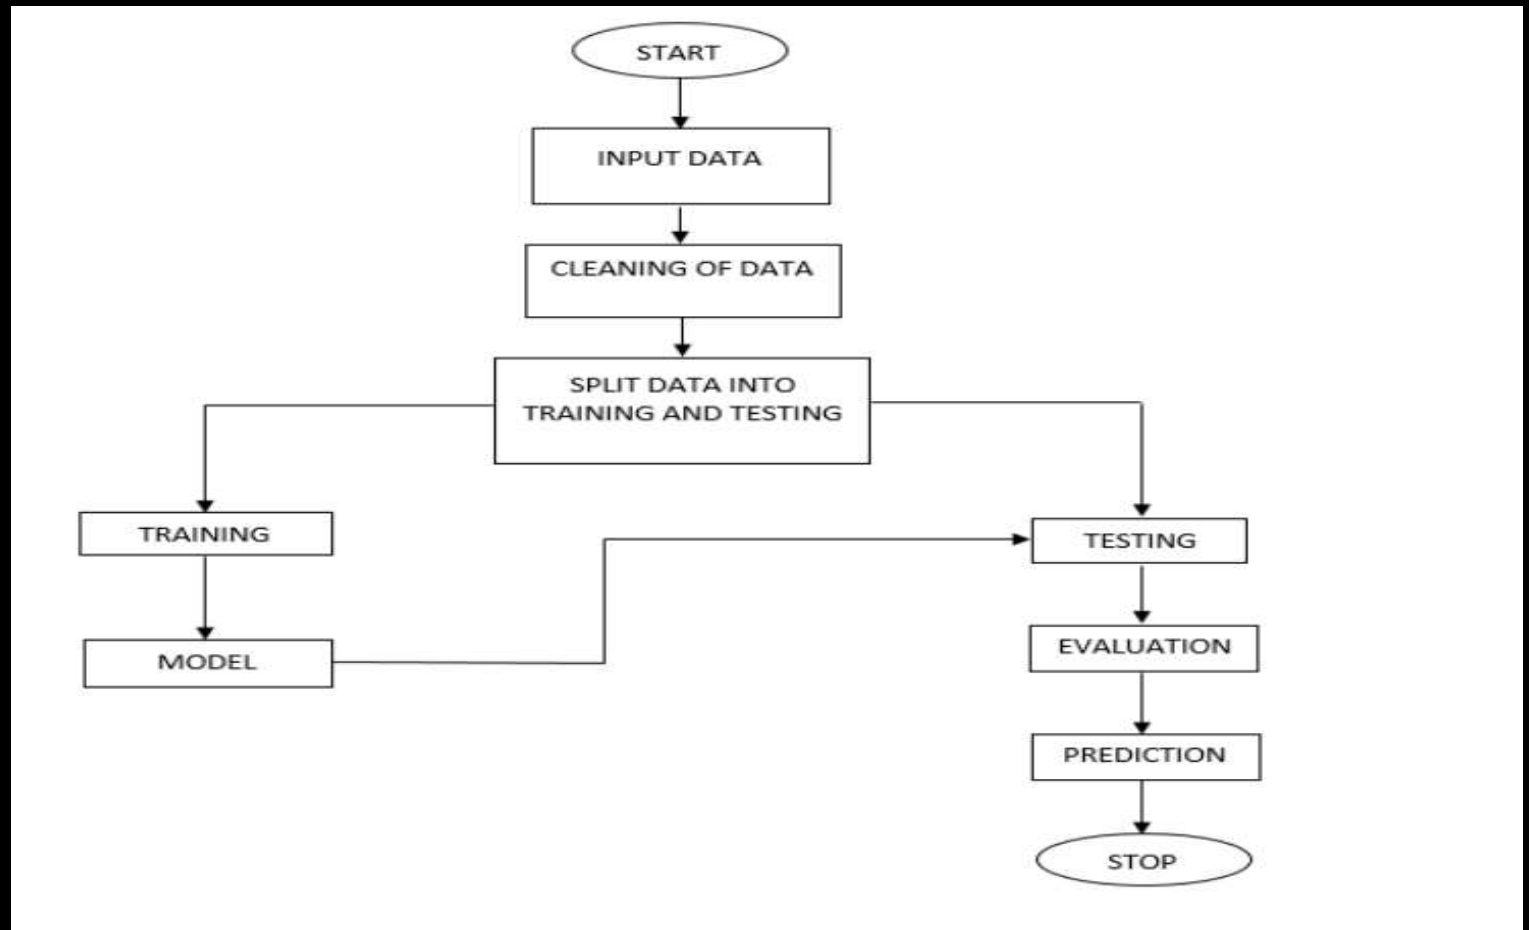 START
INPUT DATA
CLEANING OF DATA
SPLIT DATA INTO
TRAINING AND TESTING
TRAINING
TESTING
MODEL
EVALUATION
PREDICTION
STOP